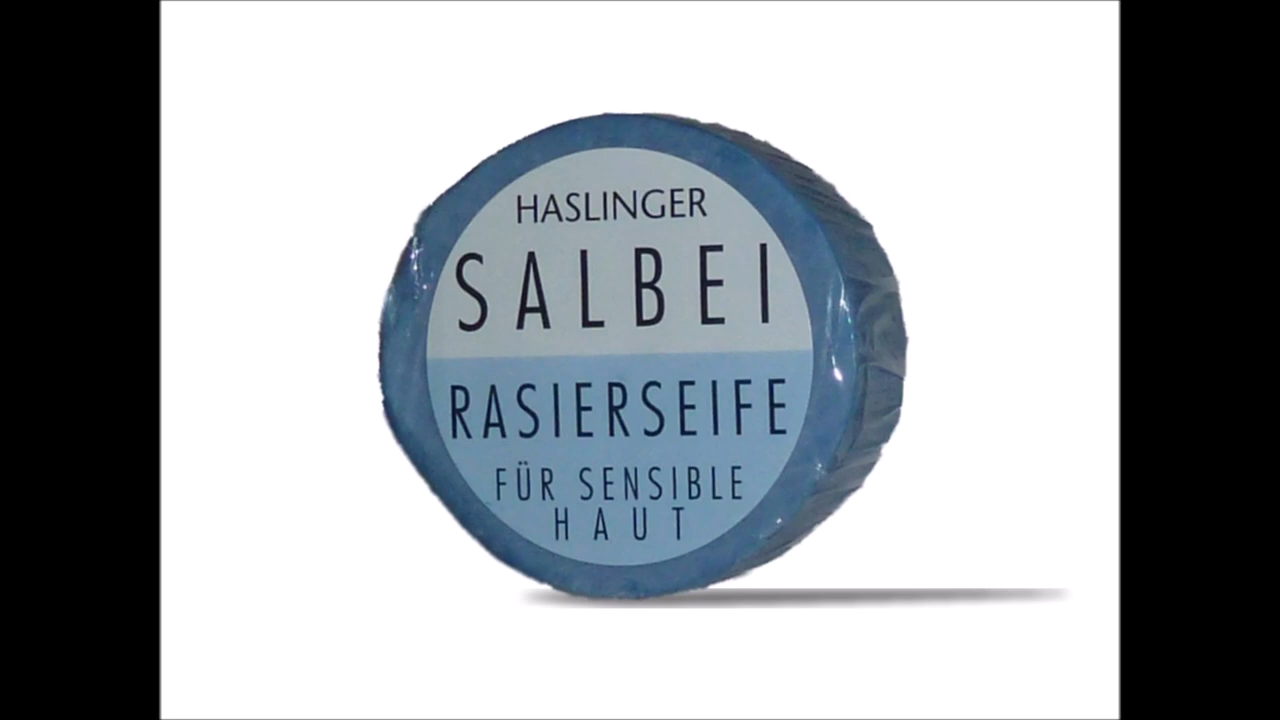 HASLINGER
SALBEI
RASIERSEIFE
FÜR SENSIBLE
HAUT